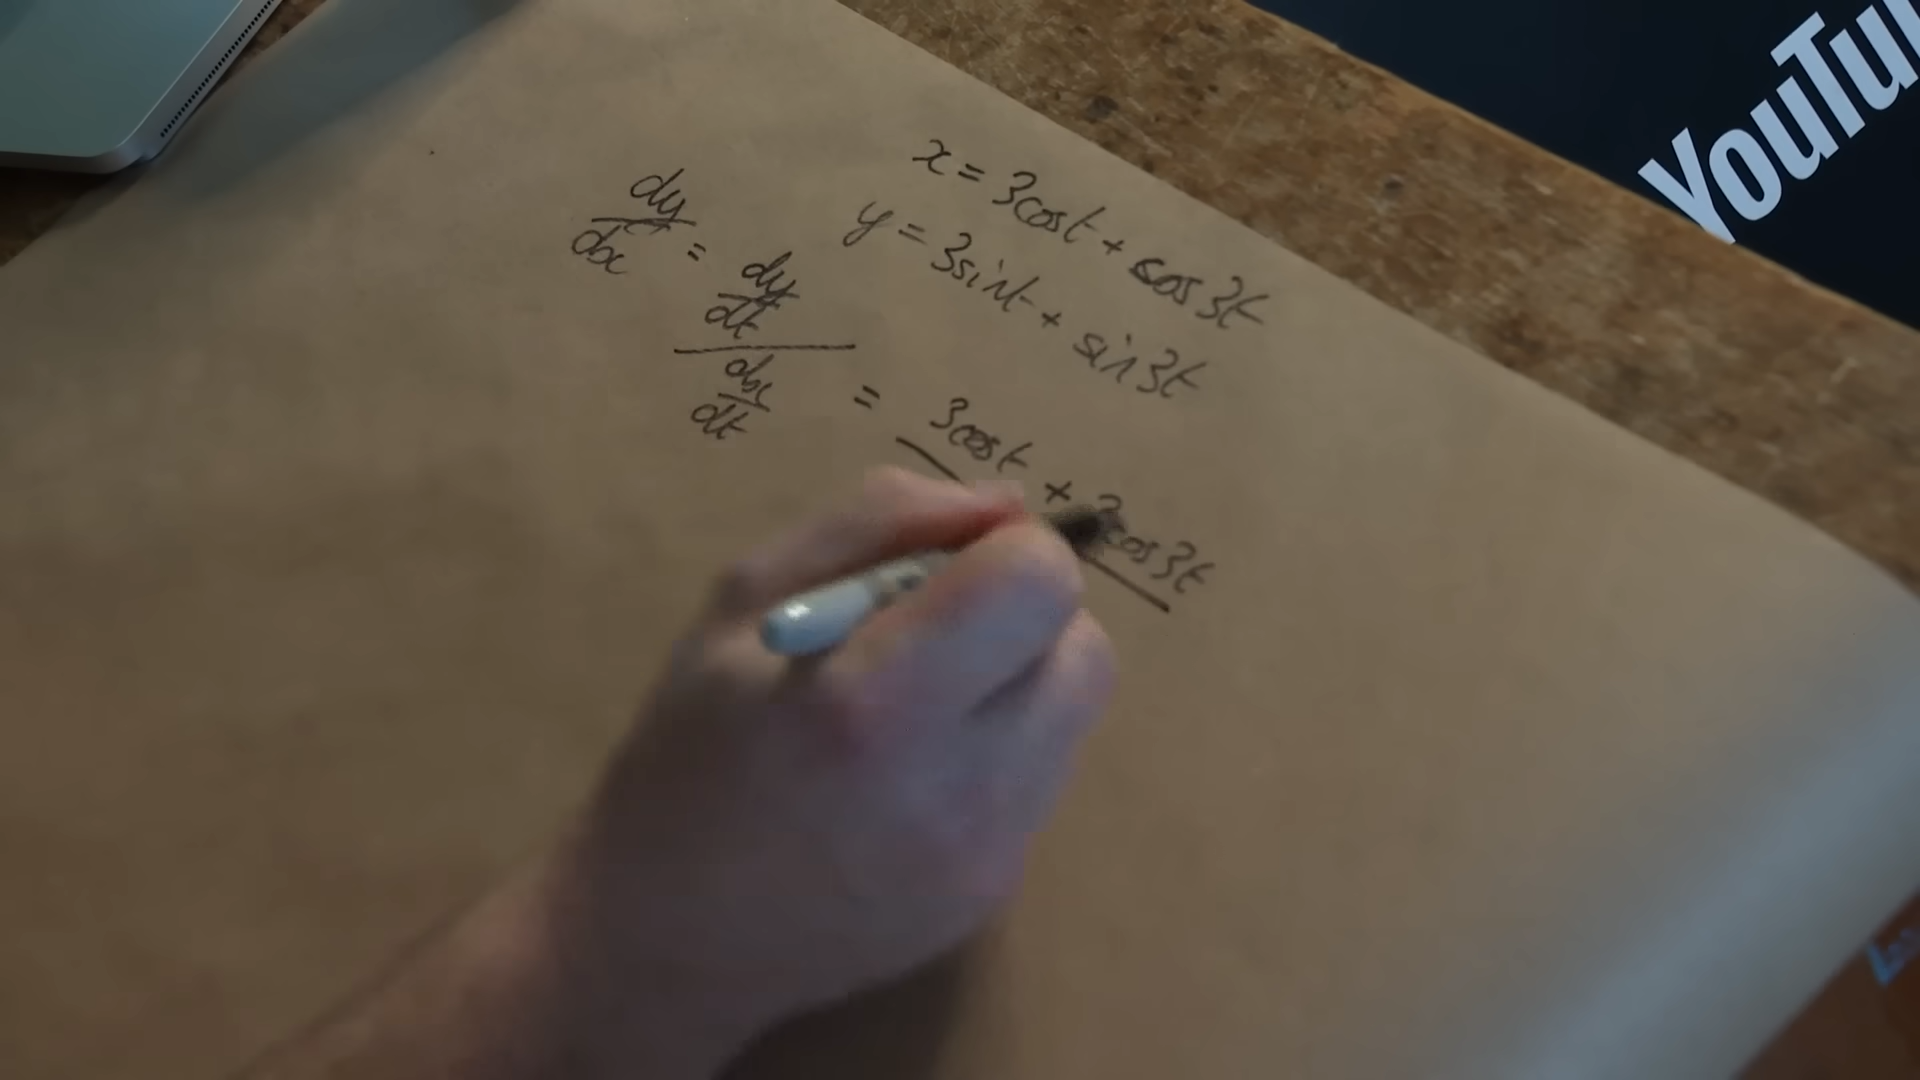 x = 3cost + cos3t
y = 3sint + sin3t
dy/dx = dy/dt / dx/dt = 3cost + 3cos3t
YouTu